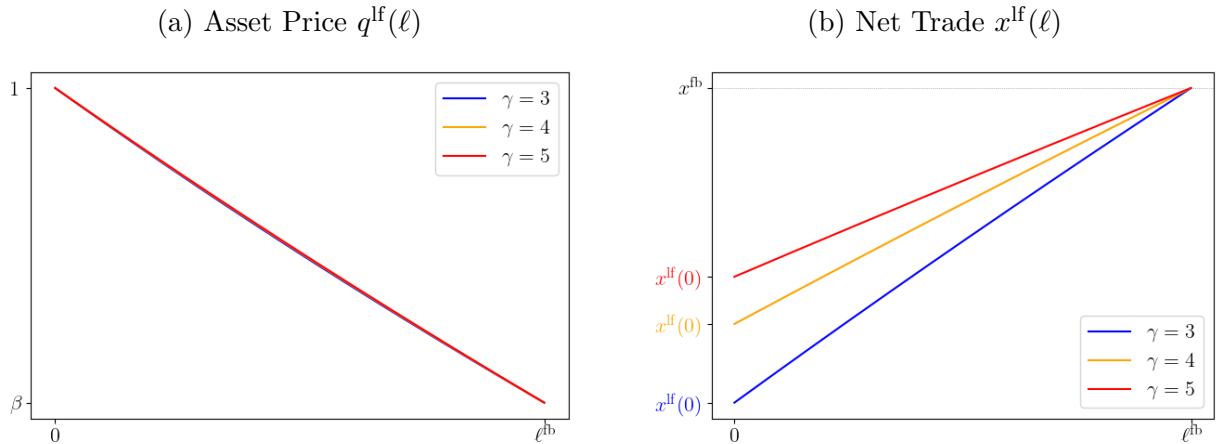 (a) Asset Price q^lf(ℓ)
1
β
0
ℓ^fb
γ = 3
γ = 4
γ = 5
(b) Net Trade x^lf(ℓ)
x^fb
x^lf(0)
x^lf(0)
x^lf(0)
0
ℓ^fb
γ = 3
γ = 4
γ = 5